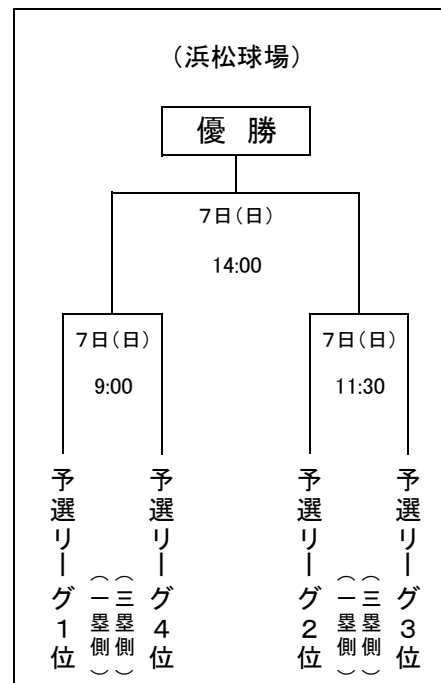 （浜松球場）
優 勝
7日（日）
14:00
7日（日）
9:00
7日（日）
11:30
予選リーグ1位
（一塁側）
（三塁側）
予選リーグ4位
予選リーグ2位
（一塁側）
（三塁側）
予選リーグ3位